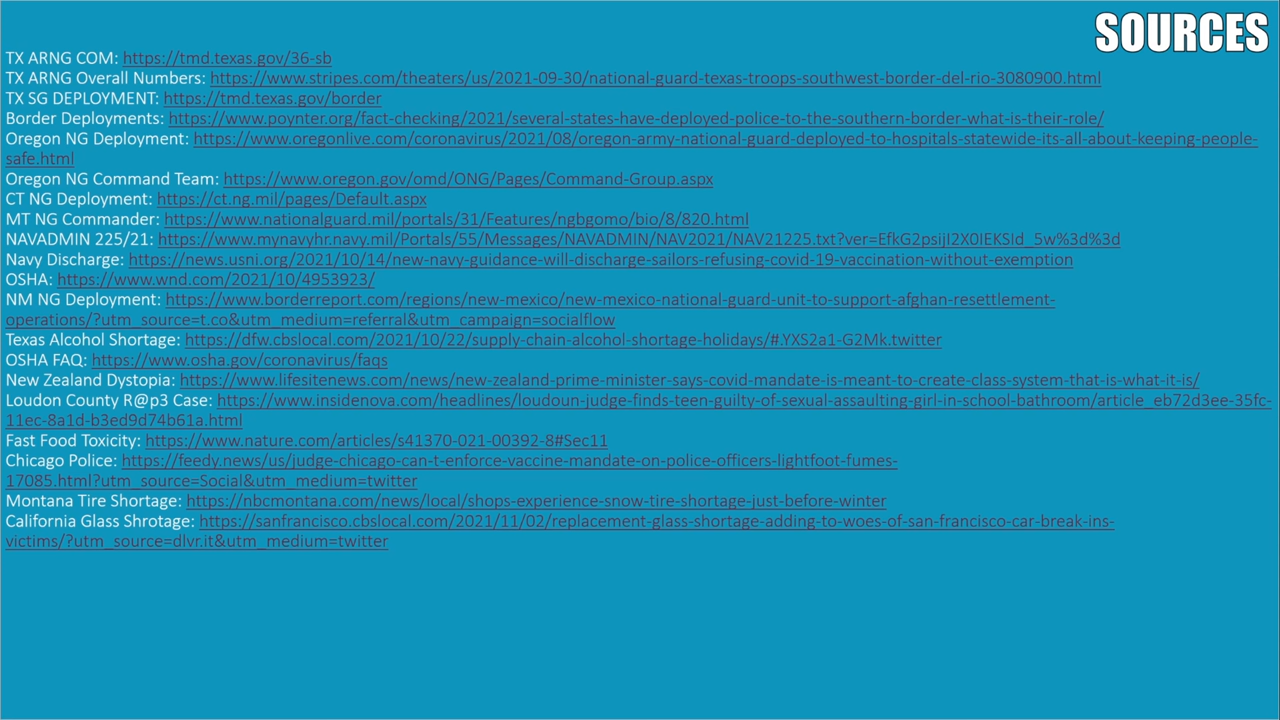 SOURCES
TX ARNG COM: https://tmd.texas.gov/36-sb
TX ARNG Overall Numbers: https://www.stripes.com/theaters/us/2021-09-30/national-guard-texas-troops-southwest-border-del-rio-3080900.html
TX SG DEPLOYMENT: https://tmd.texas.gov/border
Border Deployments: https://www.poynter.org/fact-checking/2021/several-states-have-deployed-police-to-the-southern-border-what-is-their-role/
Oregon NG Deployment: https://www.oregonlive.com/coronavirus/2021/08/oregon-army-national-guard-deployed-to-hospitals-statewide-its-all-about-keeping-people-
safe.html
Oregon NG Command Team: https://www.oregon.gov/omd/ONG/Pages/Command-Group.aspx
CT NG Deployment: https://ct.ng.mil/pages/Default.aspx
MT NG Commander: https://www.nationalguard.mil/portals/31/Features/ngbgomo/bio/8/820.html
NAVADMIN 225/21: https://www.mynavyhr.navy.mil/Portals/55/Messages/NAVADMIN/NAV2021/NAV21225.txt?ver=EfkG2psijI2X0IEKSId_5w%3d%3d
Navy Discharge: https://news.usni.org/2021/10/14/new-navy-guidance-will-discharge-sailors-refusing-covid-19-vaccination-without-exemption
OSHA: https://www.wnd.com/2021/10/4953923/
NM NG Deployment: https://www.borderreport.com/regions/new-mexico/new-mexico-national-guard-unit-to-support-afghan-resettlement-
operations/?utm_source=t.co&utm_medium=referral&utm_campaign=socialflow
Texas Alcohol Shortage: https://dfw.cbslocal.com/2021/10/22/supply-chain-alcohol-shortage-holidays/#.YXS2a1-G2Mk.twitter
OSHA FAQ: https://www.osha.gov/coronavirus/faqs
New Zealand Dystopia: https://www.lifesitenews.com/news/new-zealand-prime-minister-says-covid-mandate-is-meant-to-create-class-system-that-is-what-it-is/
Loudon County R@p3 Case: https://www.insidenova.com/headlines/loudoun-judge-finds-teen-guilty-of-sexual-assaulting-girl-in-school-bathroom/article_eb72d3ee-35fc-
11ec-8a1d-b3ed9d74b61a.html
Fast Food Toxicity: https://www.nature.com/articles/s41370-021-00392-8#Sec11
Chicago Police: https://feedy.news/us/judge-chicago-can-t-enforce-vaccine-mandate-on-police-officers-lightfoot-fumes-
17085.html?utm_source=Social&utm_medium=twitter
Montana Tire Shortage: https://nbcmontana.com/news/local/shops-experience-snow-tire-shortage-just-before-winter
California Glass Shrotage: https://sanfrancisco.cbslocal.com/2021/11/02/replacement-glass-shortage-adding-to-woes-of-san-francisco-car-break-ins-
victims/?utm_source=dlvr.it&utm_medium=twitter